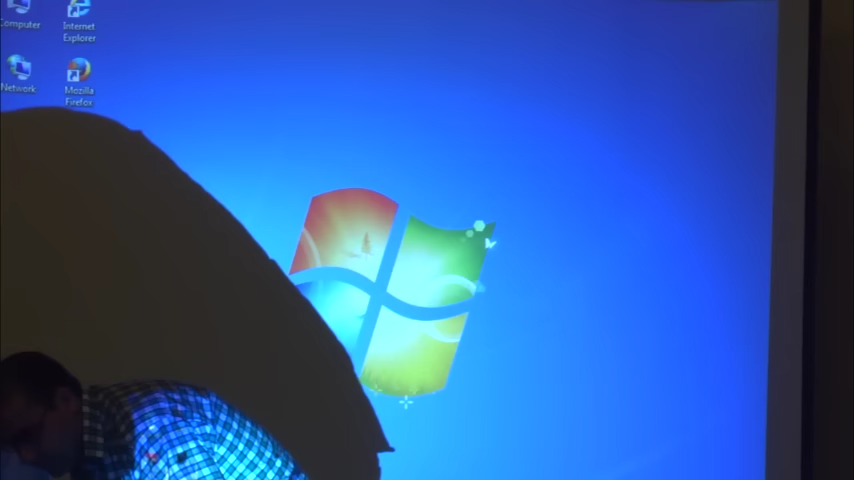 Computer
Internet
Explorer
Network
Mozilla
Firefox